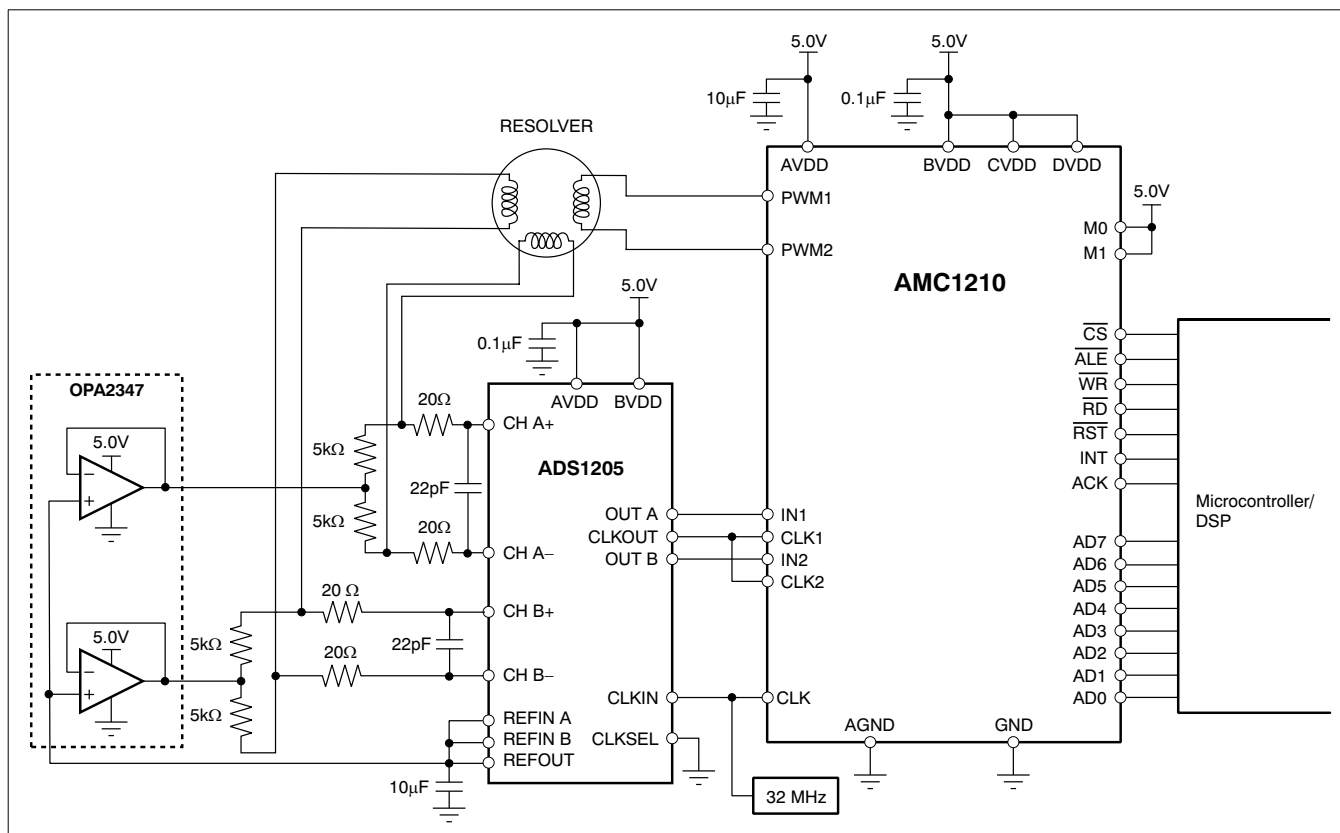 5.0V
5.0V
10µF
0.1µF
RESOLVER
AVDD
BVDD
CVDD
DVDD
PWM1
5.0V
M0
PWM2
M1
AMC1210
5.0V
0.1µF
CS
ALE
OPA2347
AVDD
BVDD
WR
20Ω
RD
CH A+
5.0V
5kΩ
RST
ADS1205
INT
−
+
22pF
ACK
Microcontroller/
DSP
5kΩ
20Ω
OUT A
IN1
CLKOUT
CLK1
CH A−
OUT B
IN2
AD7
CLK2
AD6
20 Ω
AD5
CH B+
AD4
5.0V
5kΩ
22pF
AD3
20Ω
AD2
−
+
CH B−
AD1
CLKIN
CLK
AD0
5kΩ
REFIN A
REFIN B
CLKSEL
AGND
GND
REFOUT
10µF
32 MHz